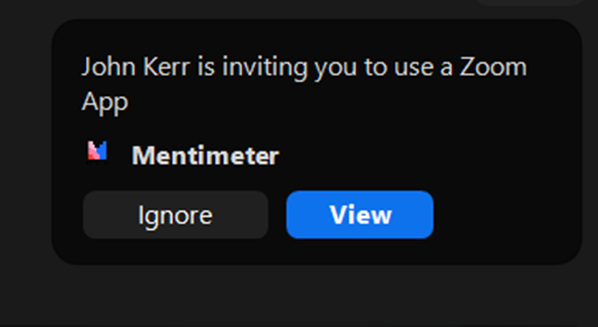 John Kerr is inviting you to use a Zoom
App
Mentimeter
Ignore
View